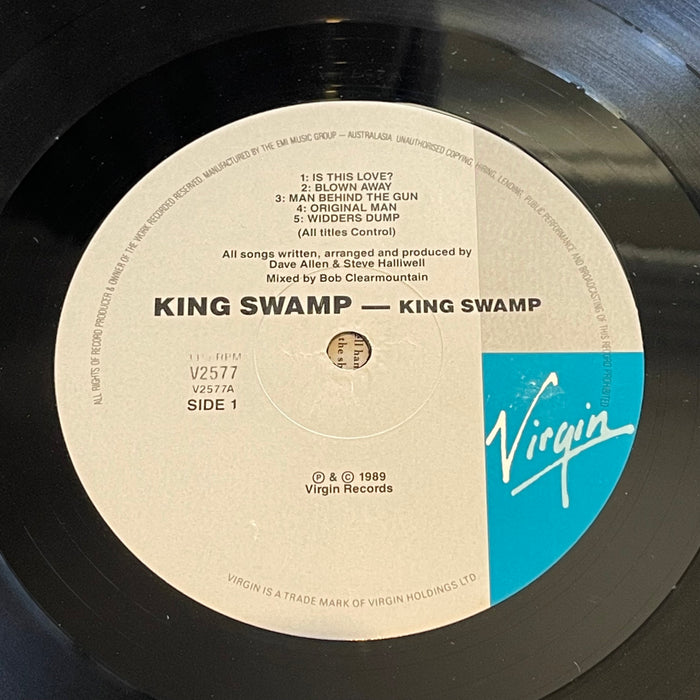 ALL RIGHTS OF RECORD PRODUCER & OWNER OF THE WORK RECORDED RESERVED. MANUFACTURED BY THE EMI MUSIC GROUP — AUSTRALASIA. UNAUTHORISED COPYING, HIRING, LENDING, PUBLIC PERFORMANCE AND BROADCASTING OF THIS RECORD PROHIBITED
1: IS THIS LOVE?
2: BLOWN AWAY
3: MAN BEHIND THE GUN
4: ORIGINAL MAN
5: WIDDERS DUMP
(All titles Control)
All songs written, arranged and produced by
Dave Allen & Steve Halliwell
Mixed by Bob Clearmountain
KING SWAMP — KING SWAMP
RPM
V2577
V2577A
SIDE 1
the
Virgin
Ⓟ & © 1989
Virgin Records
VIRGIN IS A TRADE MARK OF VIRGIN HOLDINGS LTD